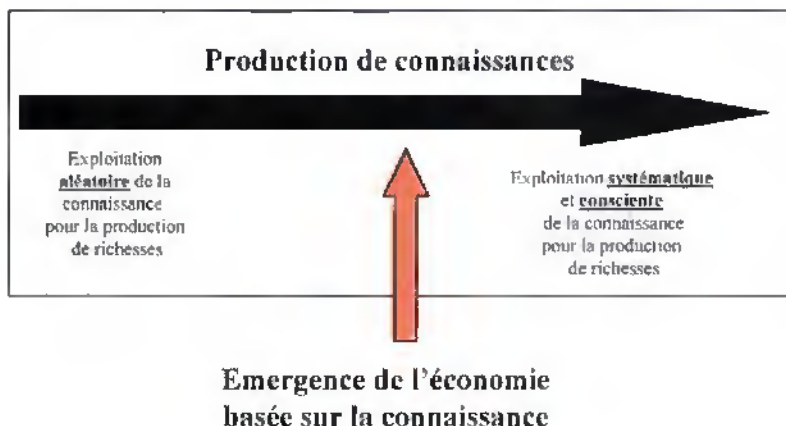 Production de connaissances
Exploitation
aléatoire de la
connaissance
pour la production
de richesses
Exploitation systématique
et consciente
de la connaissance
pour la production
de richesses
Emergence de l'économie
basée sur la connaissance